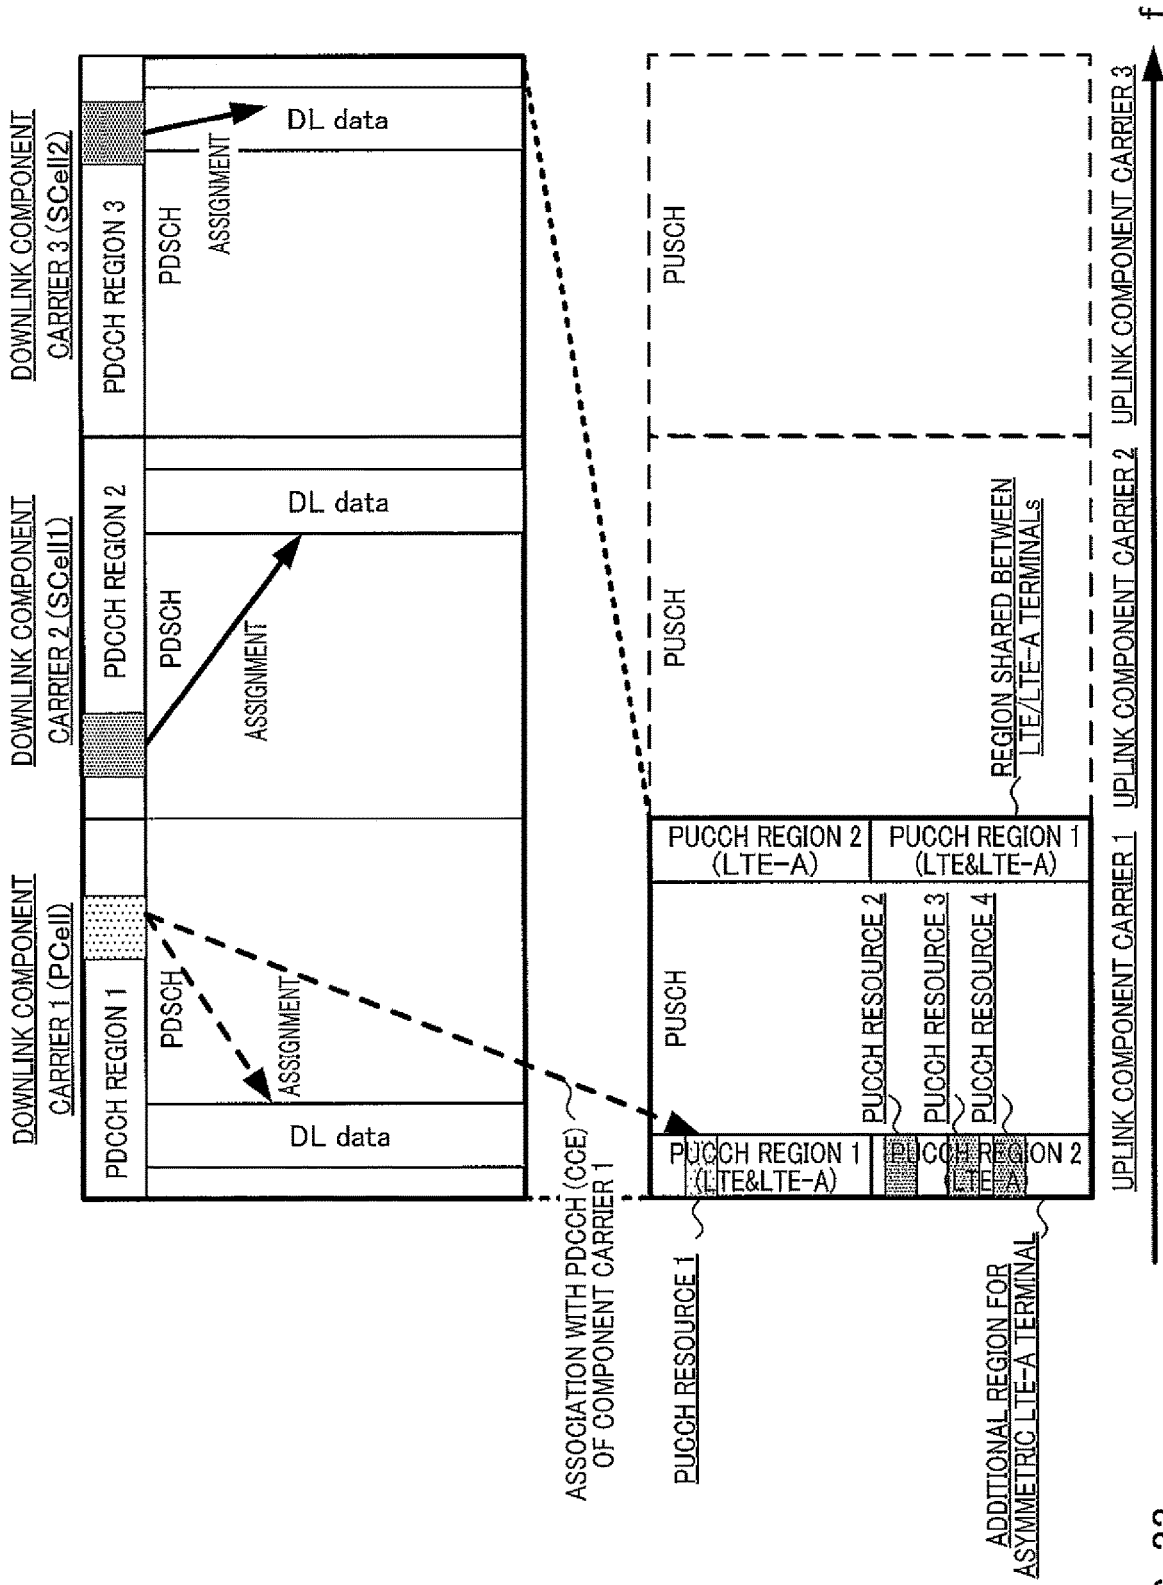 DOWNLINK COMPONENT
CARRIER 1 (PCell)
DOWNLINK COMPONENT
CARRIER 2 (SCell1)
DOWNLINK COMPONENT
CARRIER 3 (SCell2)
PDCCH REGION 1
PDCCH REGION 2
PDCCH REGION 3
PDSCH
PDSCH
PDSCH
ASSIGNMENT
ASSIGNMENT
ASSIGNMENT
DL data
DL data
DL data
ASSOCIATION WITH PDCCH (CCE)
OF COMPONENT CARRIER 1
PUCCH RESOURCE 1
PUCCH REGION 1
(LTE&LTE-A)
PUSCH
PUCCH REGION 2
(LTE-A)
PUSCH
PUSCH
PUCCH RESOURCE 2
PUCCH RESOURCE 3
PUCCH RESOURCE 4
PUCCH REGION 2
(LTE-A)
PUCCH REGION 1
(LTE&LTE-A)
REGION SHARED BETWEEN
LTE/LTE-A TERMINALs
ADDITIONAL REGION FOR
ASYMMETRIC LTE-A TERMINAL
UPLINK COMPONENT CARRIER 1
UPLINK COMPONENT CARRIER 2
UPLINK COMPONENT CARRIER 3
f